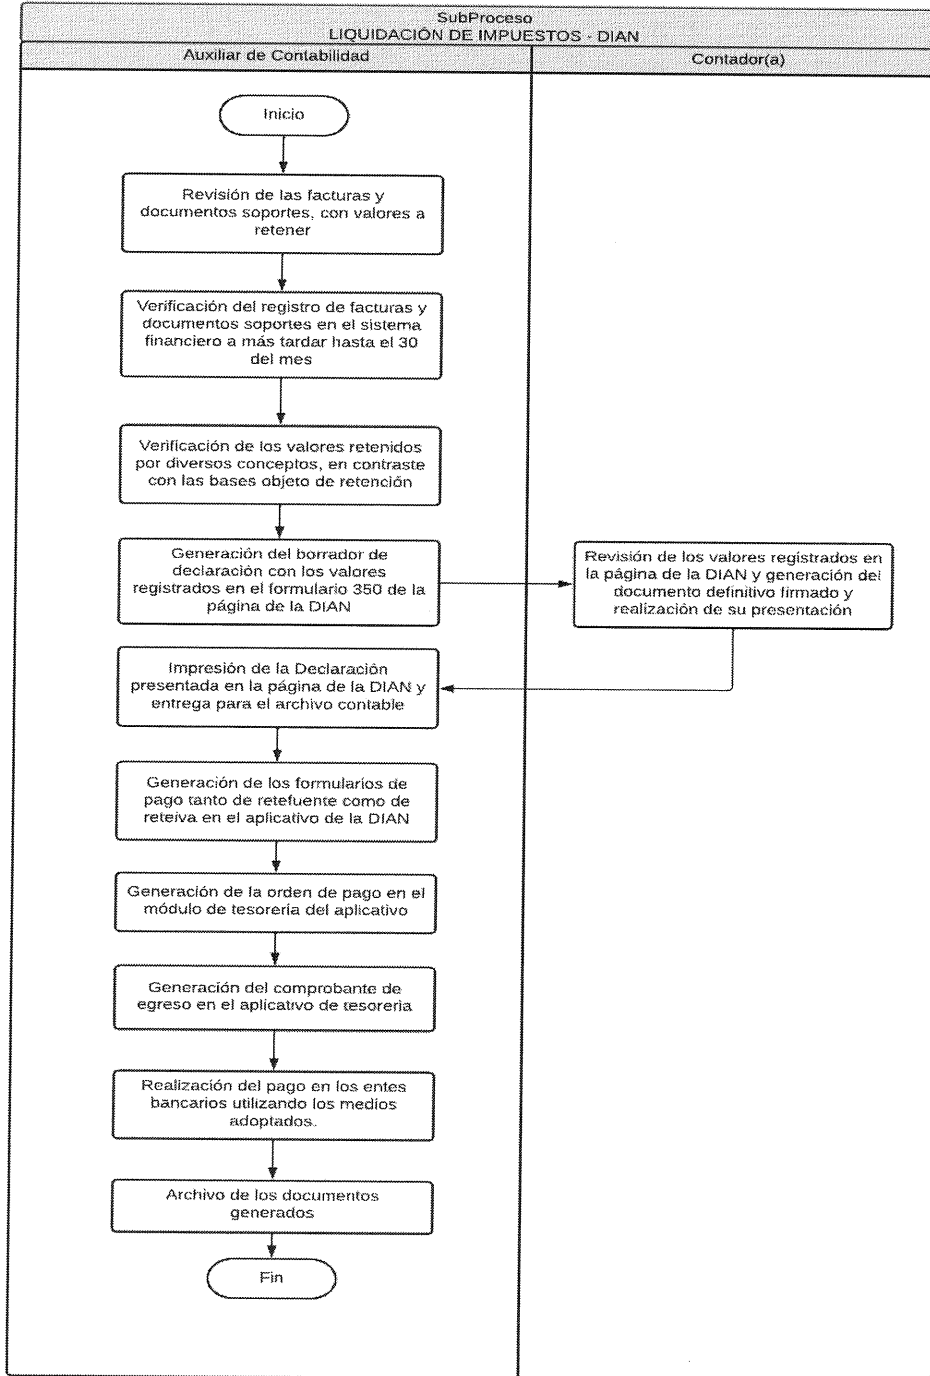 SubProceso
LIQUIDACIÓN DE IMPUESTOS - DIAN
Auxiliar de Contabilidad
Contador(a)
Inicio
Revisión de las facturas y
documentos soportes, con valores a
retener
Verificación del registro de facturas y
documentos soportes en el sistema
financiero a más tardar hasta el 30
del mes
Verificación de los valores retenidos
por diversos conceptos, en contraste
con las bases objeto de retención
Generación del borrador de
declaración con los valores
registrados en el formulario 350 de la
página de la DIAN
Revisión de los valores registrados en
la página de la DIAN y generación del
documento definitivo firmado y
realización de su presentación
Impresión de la Declaración
presentada en la página de la DIAN y
entrega para el archivo contable
Generación de los formularios de
pago tanto de retefuente como de
reteiva en el aplicativo de la DIAN
Generación de la orden de pago en el
módulo de tesorería del aplicativo
Generación del comprobante de
egreso en el aplicativo de tesoreria
Realización del pago en los entes
bancarios utilizando los medios
adoptados.
Archivo de los documentos
generados
Fin